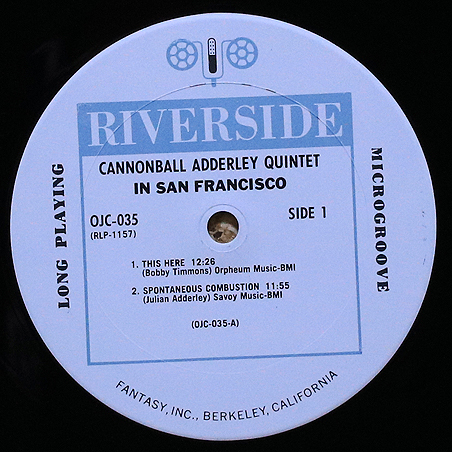 RIVERSIDE
CANNONBALL ADDERLEY QUINTET
IN SAN FRANCISCO
OJC-035
(RLP-1157)
SIDE 1
1. THIS HERE 12:26
(Bobby Timmons) Orpheum Music-BMI
2. SPONTANEOUS COMBUSTION 11:55
(Julian Adderley) Savoy Music-BMI
(OJC-035-A)
LONG PLAYING
MICROGROOVE
FANTASY, INC., BERKELEY, CALIFORNIA